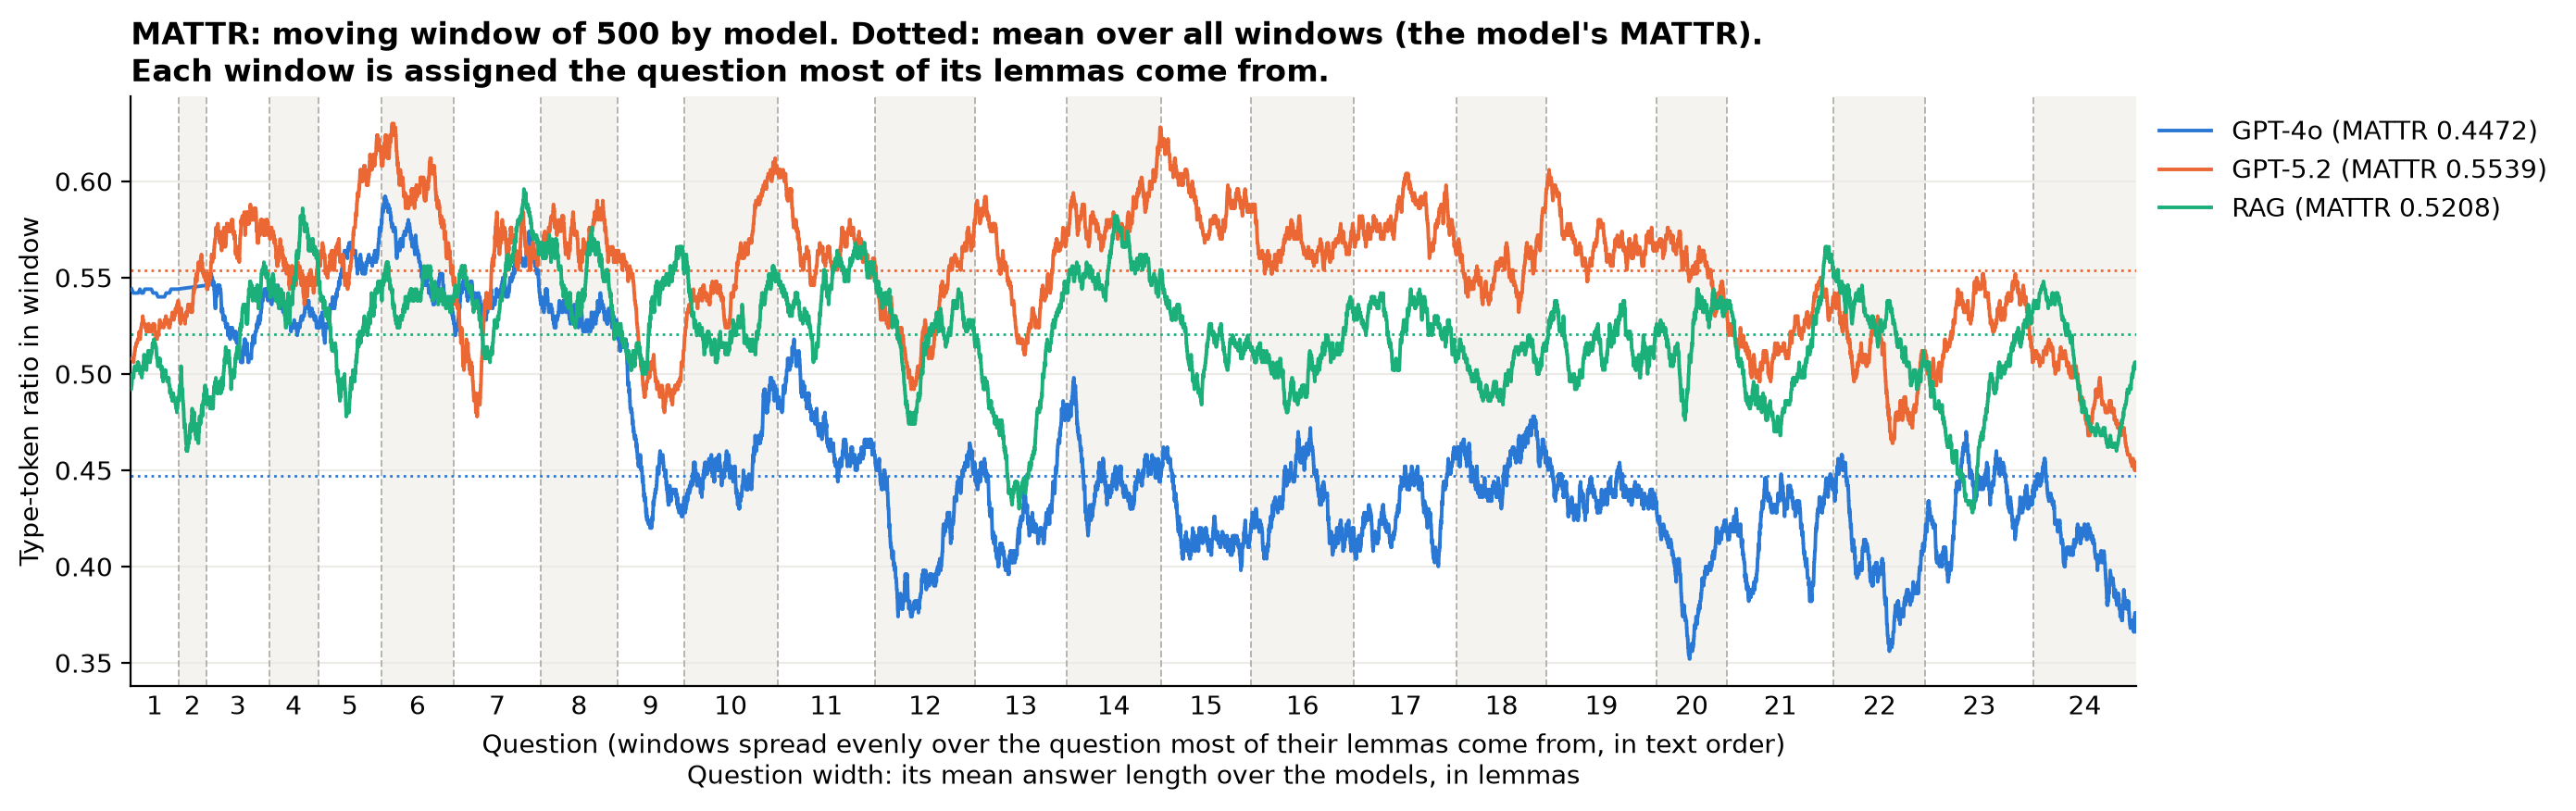 MATTR: moving window of 500 by model. Dotted: mean over all windows (the model's MATTR).
Each window is assigned the question most of its lemmas come from.
GPT-4o (MATTR 0.4472)
GPT-5.2 (MATTR 0.5539)
RAG (MATTR 0.5208)
Type-token ratio in window
0.60
0.55
0.50
0.45
0.40
0.35
1 2 3 4 5 6 7 8 9 10 11 12 13 14 15 16 17 18 19 20 21 22 23 24
Question (windows spread evenly over the question most of their lemmas come from, in text order)
Question width: its mean answer length over the models, in lemmas